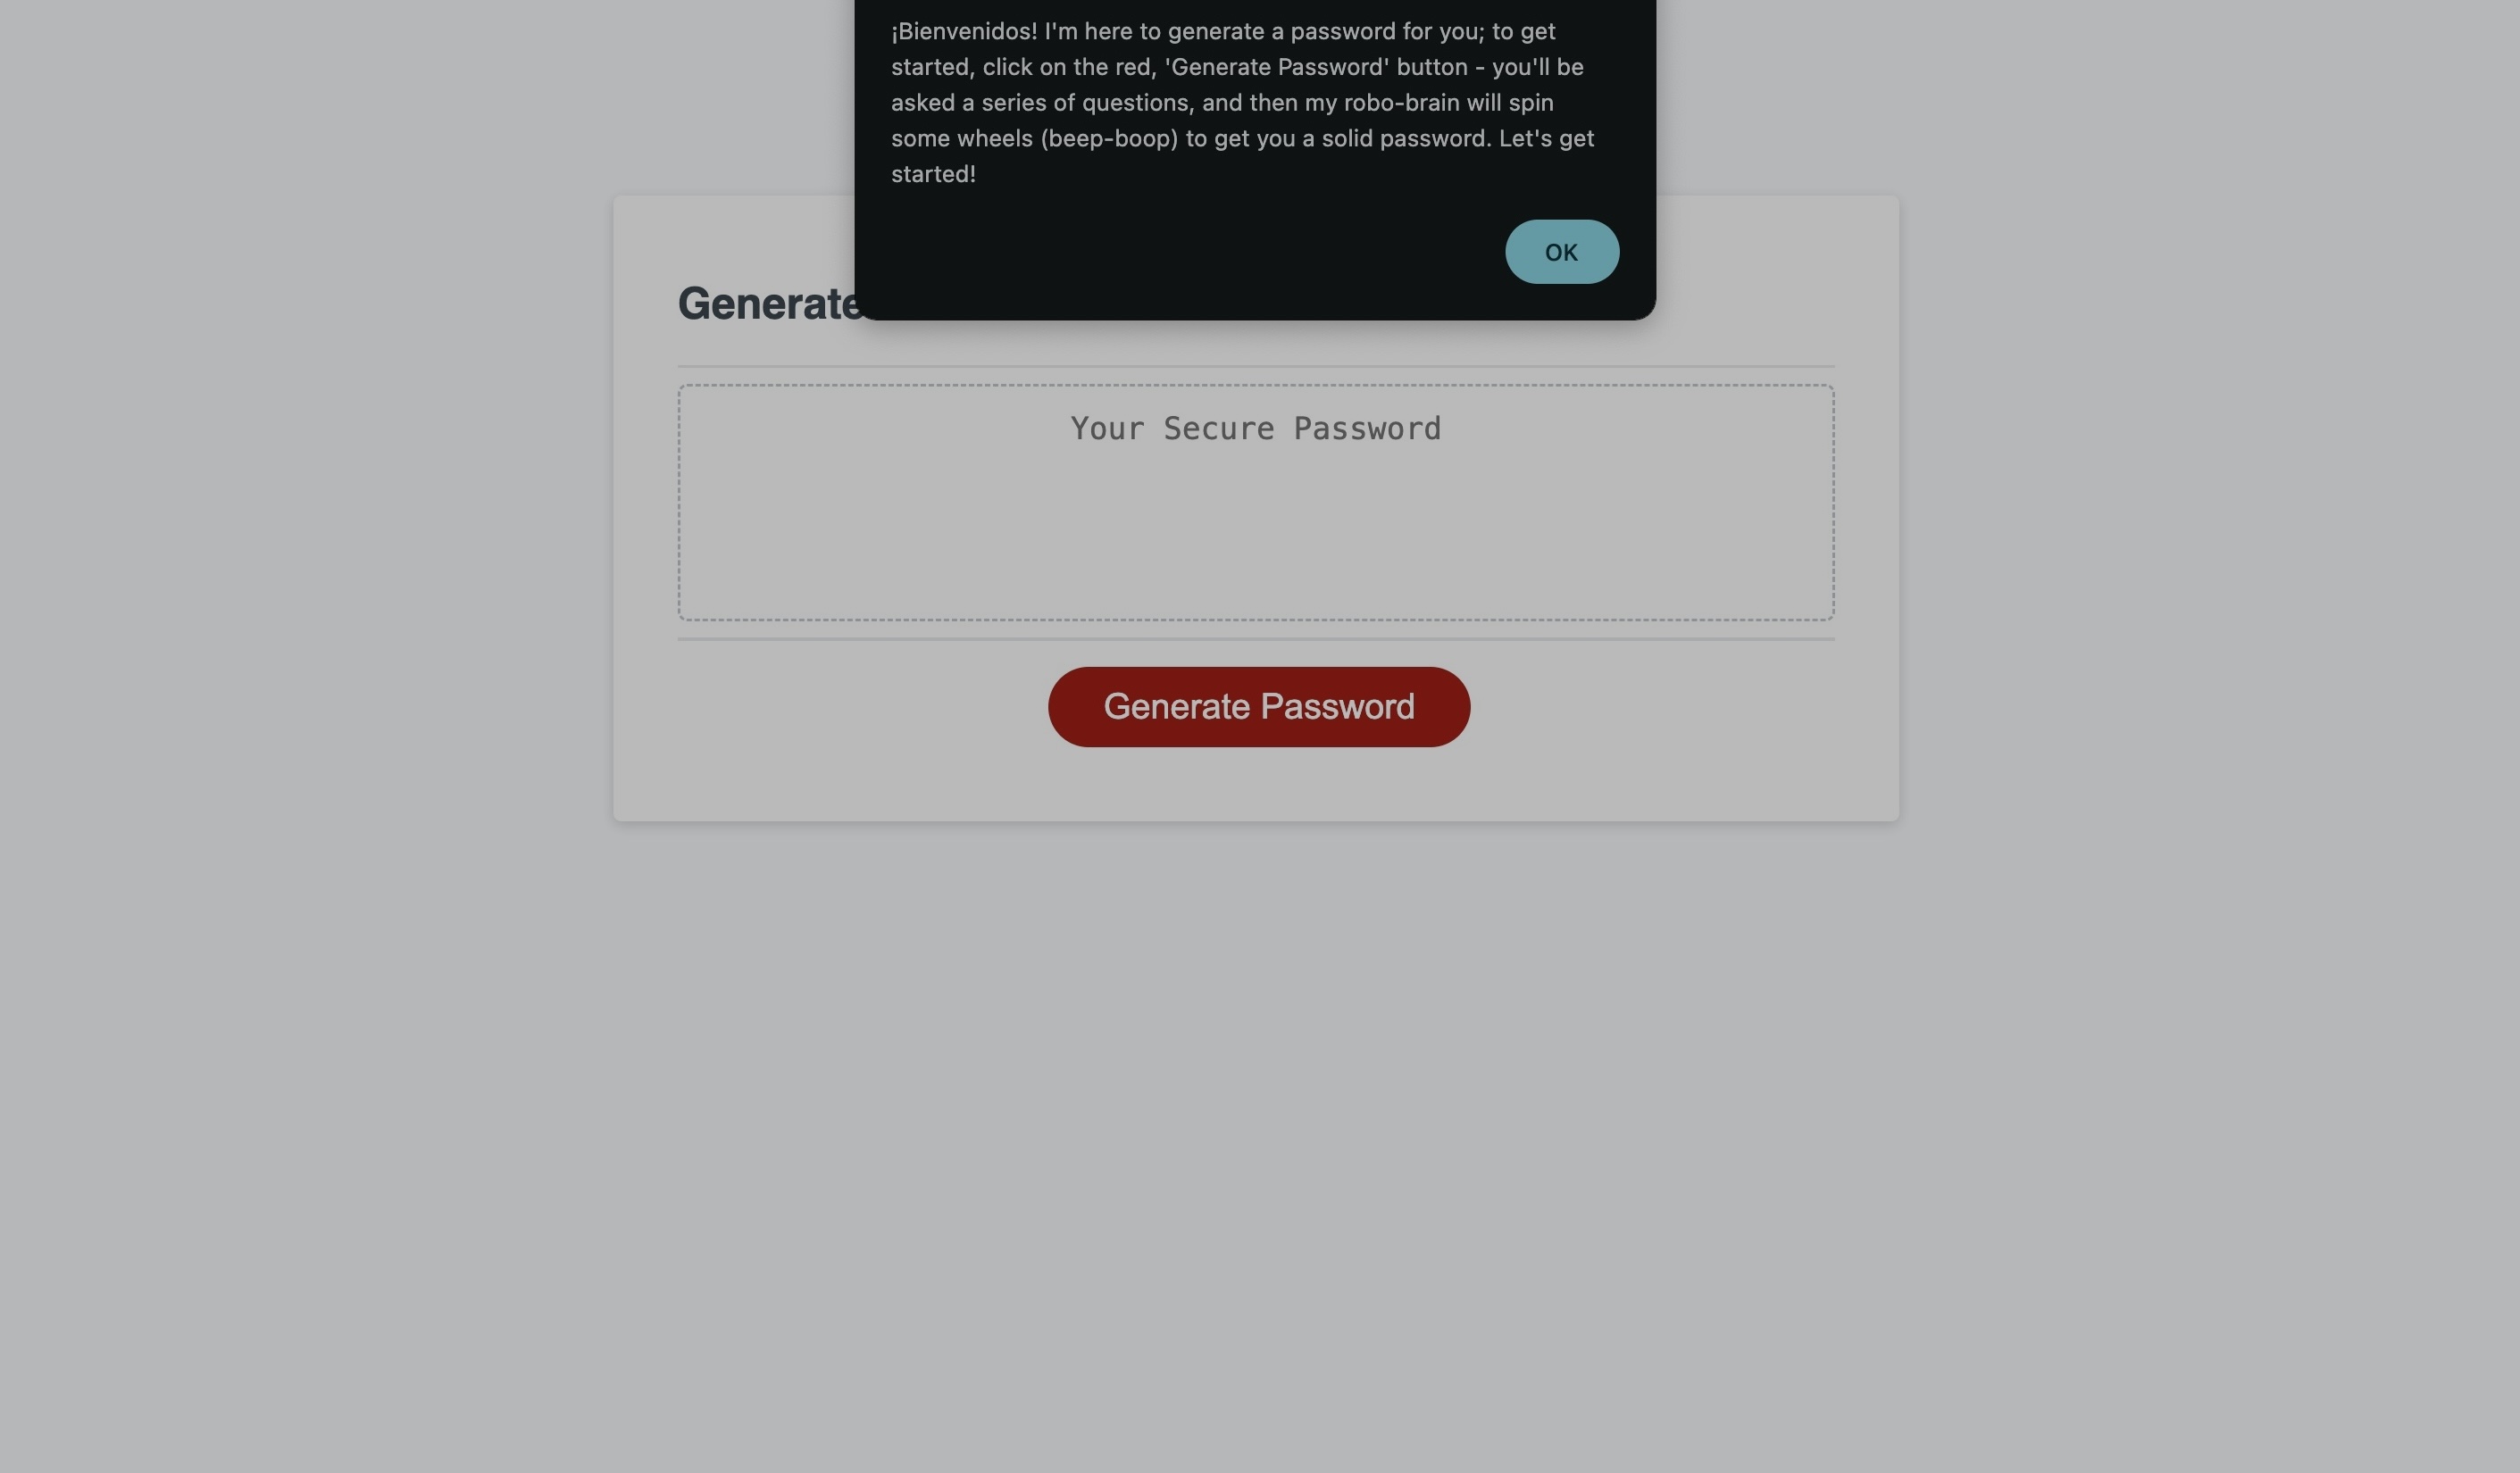 ¡Bienvenidos! I'm here to generate a password for you; to get
started, click on the red, 'Generate Password' button - you'll be
asked a series of questions, and then my robo-brain will spin
some wheels (beep-boop) to get you a solid password. Let's get
started!
OK
Generate
Your Secure Password
Generate Password